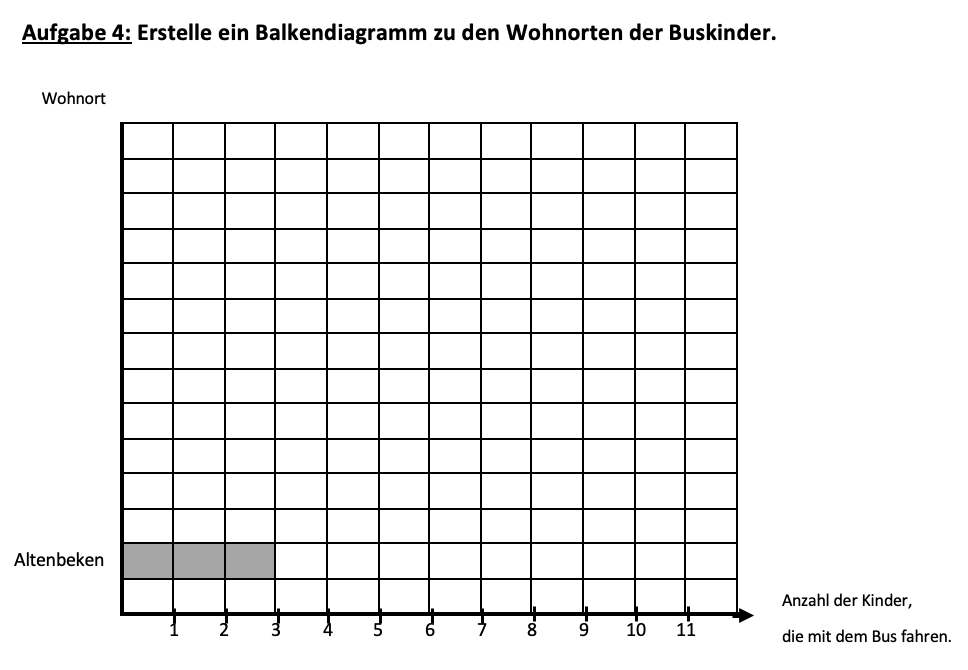 Aufgabe 4: Erstelle ein Balkendiagramm zu den Wohnorten der Buskinder.
Wohnort
Altenbeken
1 2 3 4 5 6 7 8 9 10 11
Anzahl der Kinder,
die mit dem Bus fahren.